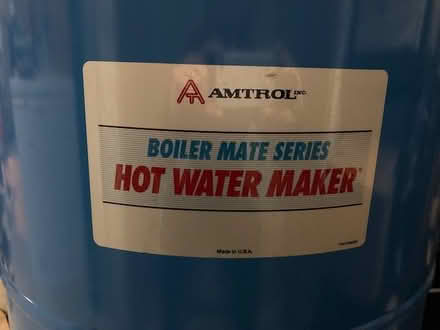 AMTROL INC.
BOILER MATE SERIES
HOT WATER MAKER
Made in U.S.A.